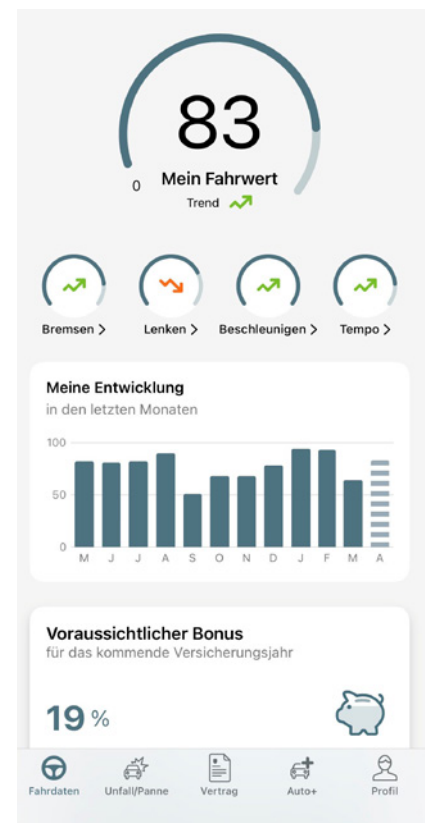 83
0
Mein Fahrwert
Trend
Bremsen > Lenken > Beschleunigen > Tempo >
Meine Entwicklung
in den letzten Monaten
100
50
0
M J J A S O N D J F M A
Voraussichtlicher Bonus
für das kommende Versicherungsjahr
19 %
Fahrdaten Unfall/Panne Vertrag Auto+ Profil